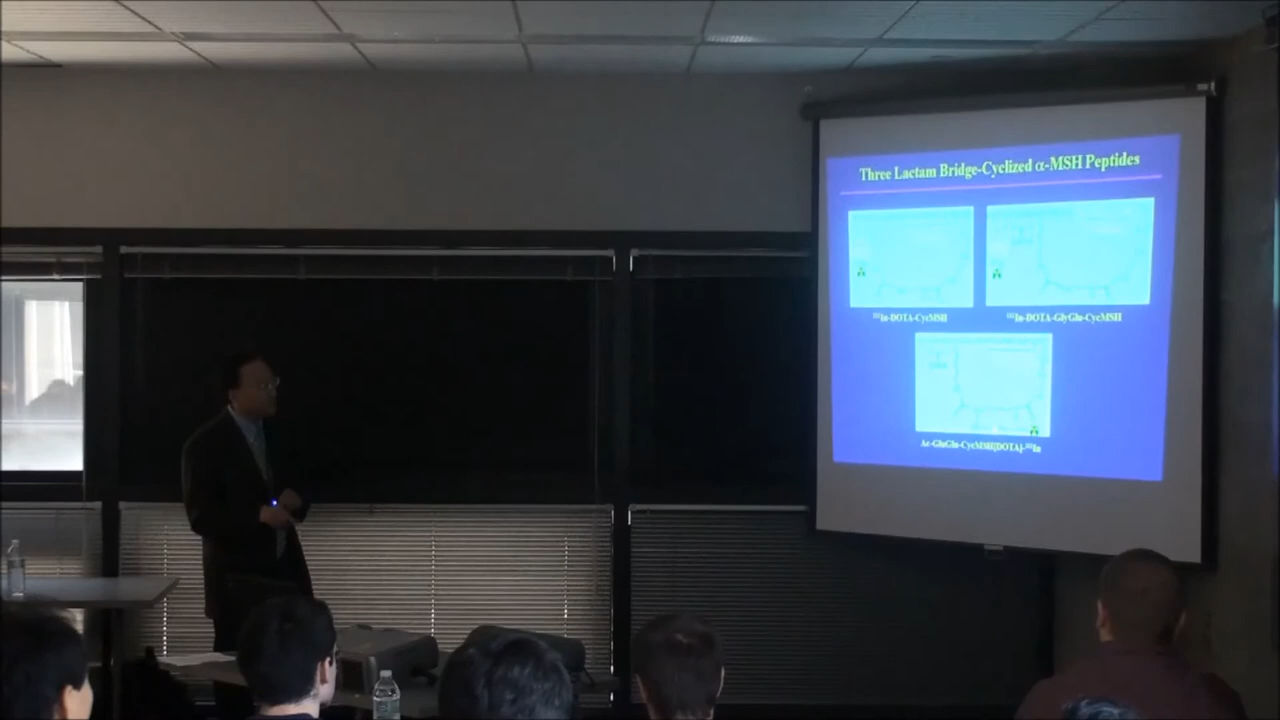 Three Lactam Bridge-Cyclized α-MSH Peptides
¹¹¹In-DOTA-CycMSH
¹¹¹In-DOTA-GlyGlu-CycMSH
Ac-GluGlu-CycMSH[DOTA]-¹¹¹In